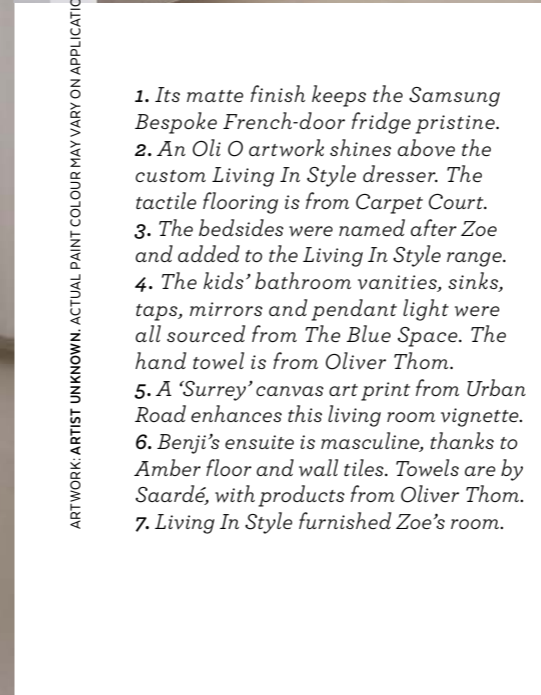 1. Its matte finish keeps the Samsung
Bespoke French-door fridge pristine.
2. An Oli O artwork shines above the
custom Living In Style dresser. The
tactile flooring is from Carpet Court.
3. The bedsides were named after Zoe
and added to the Living In Style range.
4. The kids’ bathroom vanities, sinks,
taps, mirrors and pendant light were
all sourced from The Blue Space. The
hand towel is from Oliver Thom.
5. A ‘Surrey’ canvas art print from Urban
Road enhances this living room vignette.
6. Benji’s ensuite is masculine, thanks to
Amber floor and wall tiles. Towels are by
Saardé, with products from Oliver Thom.
7. Living In Style furnished Zoe’s room.
ARTWORK: ARTIST UNKNOWN. ACTUAL PAINT COLOUR MAY VARY ON